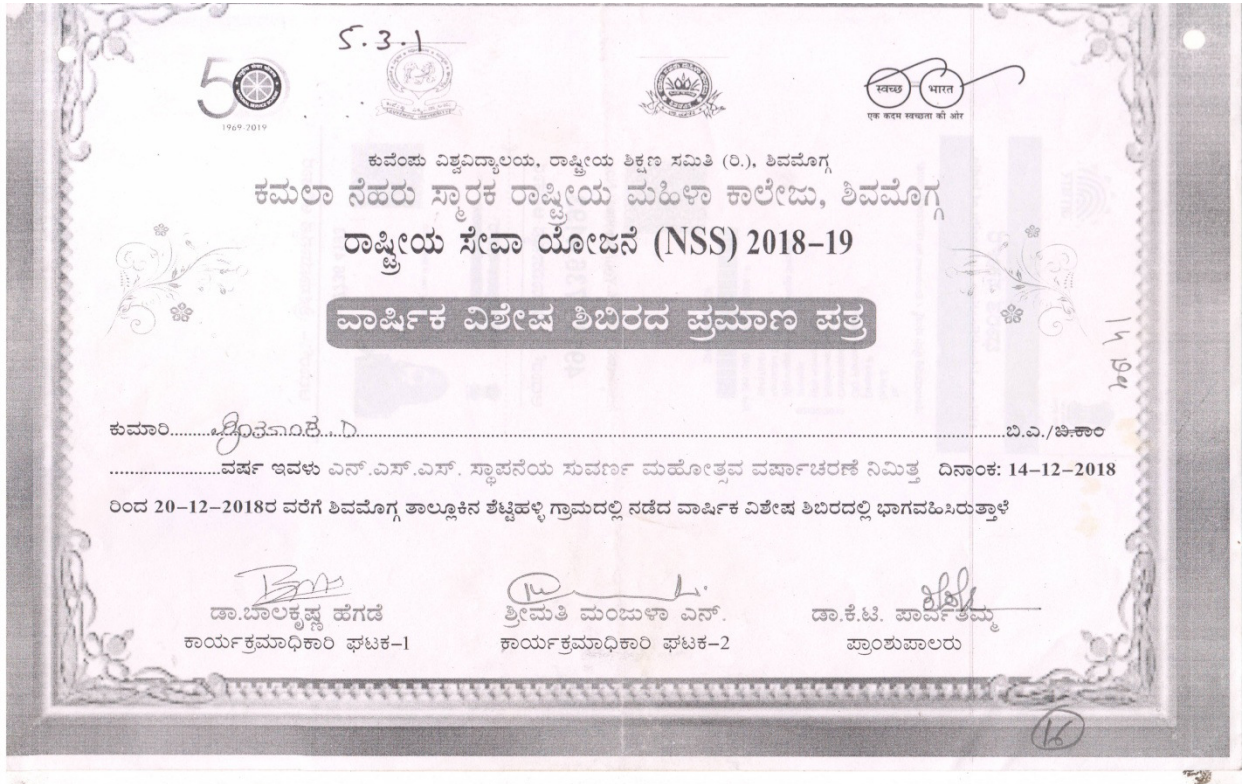 5.3.1
50
1969-2019
स्वच्छ भारत
एक कदम स्वच्छता की ओर
ಕುವೆಂಪು ವಿಶ್ವವಿದ್ಯಾಲಯ, ರಾಷ್ಟ್ರೀಯ ಶಿಕ್ಷಣ ಸಮಿತಿ (ರಿ.), ಶಿವಮೊಗ್ಗ
ಕಮಲಾ ನೆಹರು ಸ್ಮಾರಕ ರಾಷ್ಟ್ರೀಯ ಮಹಿಳಾ ಕಾಲೇಜು, ಶಿವಮೊಗ್ಗ
ರಾಷ್ಟ್ರೀಯ ಸೇವಾ ಯೋಜನೆ (NSS) 2018–19
ವಾರ್ಷಿಕ ವಿಶೇಷ ಶಿಬಿರದ ಪ್ರಮಾಣ ಪತ್ರ
ಕುಮಾರಿ.......... D..........ಬಿ.ಎ./ಬಿ.ಕಾಂ
......................ವರ್ಷ ಇವಳು ಎನ್.ಎಸ್.ಎಸ್. ಸ್ಥಾಪನೆಯ ಸುವರ್ಣ ಮಹೋತ್ಸವ ವರ್ಷಾಚರಣೆ ನಿಮಿತ್ತ ದಿನಾಂಕ: 14–12–2018
ರಿಂದ 20–12–2018ರ ವರೆಗೆ ಶಿವಮೊಗ್ಗ ತಾಲ್ಲೂಕಿನ ಶೆಟ್ಟಿಹಳ್ಳಿ ಗ್ರಾಮದಲ್ಲಿ ನಡೆದ ವಾರ್ಷಿಕ ವಿಶೇಷ ಶಿಬಿರದಲ್ಲಿ ಭಾಗವಹಿಸಿರುತ್ತಾಳೆ
ಡಾ.ಬಾಲಕೃಷ್ಣ ಹೆಗಡೆ ಶ್ರೀಮತಿ ಮಂಜುಳಾ ಎನ್. ಡಾ.ಕೆ.ಟಿ. ಪಾರ್ವತಮ್ಮ
ಕಾರ್ಯಕ್ರಮಾಧಿಕಾರಿ ಘಟಕ–1 ಕಾರ್ಯಕ್ರಮಾಧಿಕಾರಿ ಘಟಕ–2 ಪ್ರಾಂಶುಪಾಲರು
16